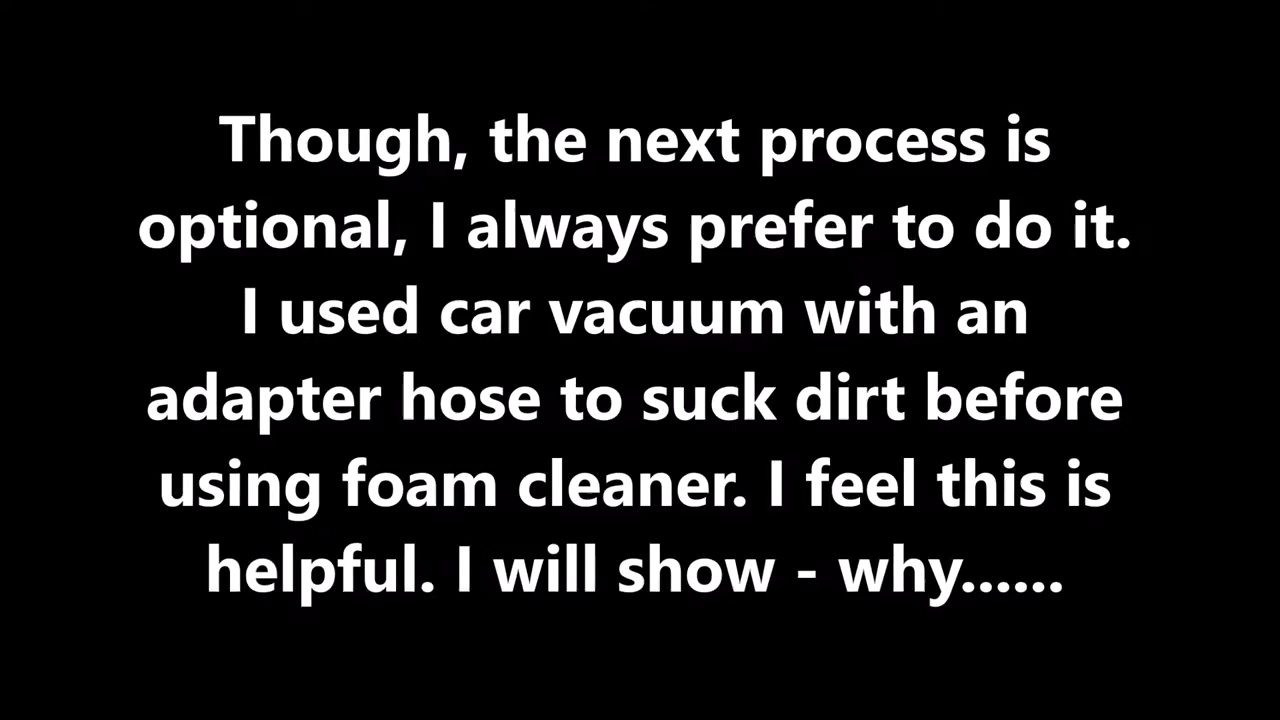 Though, the next process is
optional, I always prefer to do it.
I used car vacuum with an
adapter hose to suck dirt before
using foam cleaner. I feel this is
helpful. I will show - why......